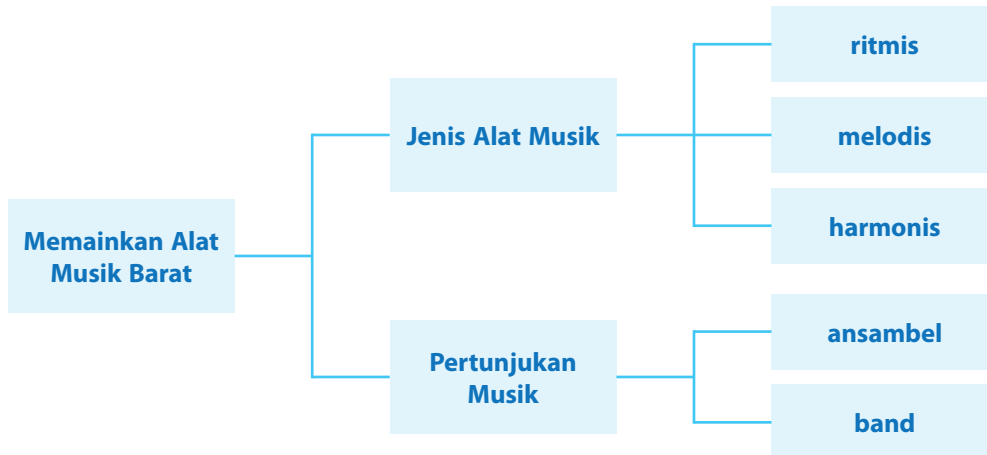 Memainkan Alat
Musik Barat
Jenis Alat Musik
ritmis
melodis
harmonis
Pertunjukan
Musik
ansambel
band